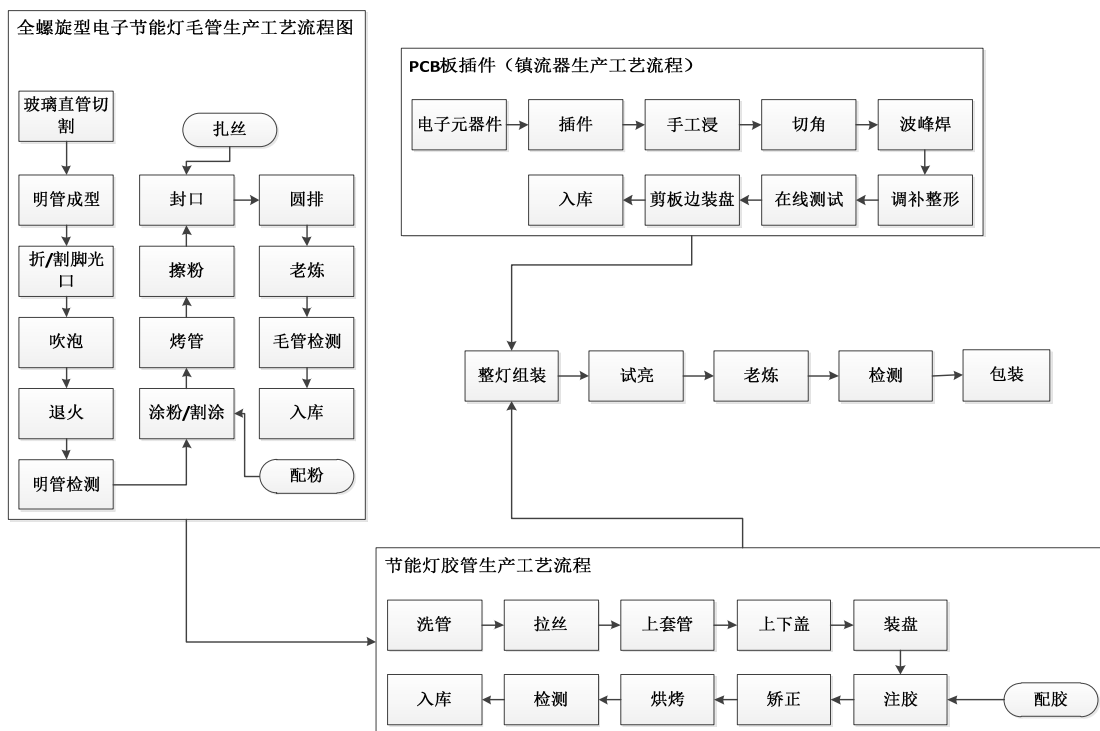 全螺旋型电子节能灯毛管生产工艺流程图
玻璃直管切
割
明管成型
折/割脚光
口
吹泡
退火
明管检测
扎丝
封口
擦粉
烤管
涂粉/割涂
配粉
圆排
老炼
毛管检测
入库
PCB板插件（镇流器生产工艺流程）
电子元器件
插件
手工浸
切角
波峰焊
入库
剪板边装盘
在线测试
调补整形
整灯组装
试亮
老炼
检测
包装
节能灯胶管生产工艺流程
洗管
拉丝
上套管
上下盖
装盘
入库
检测
烘烤
矫正
注胶
配胶